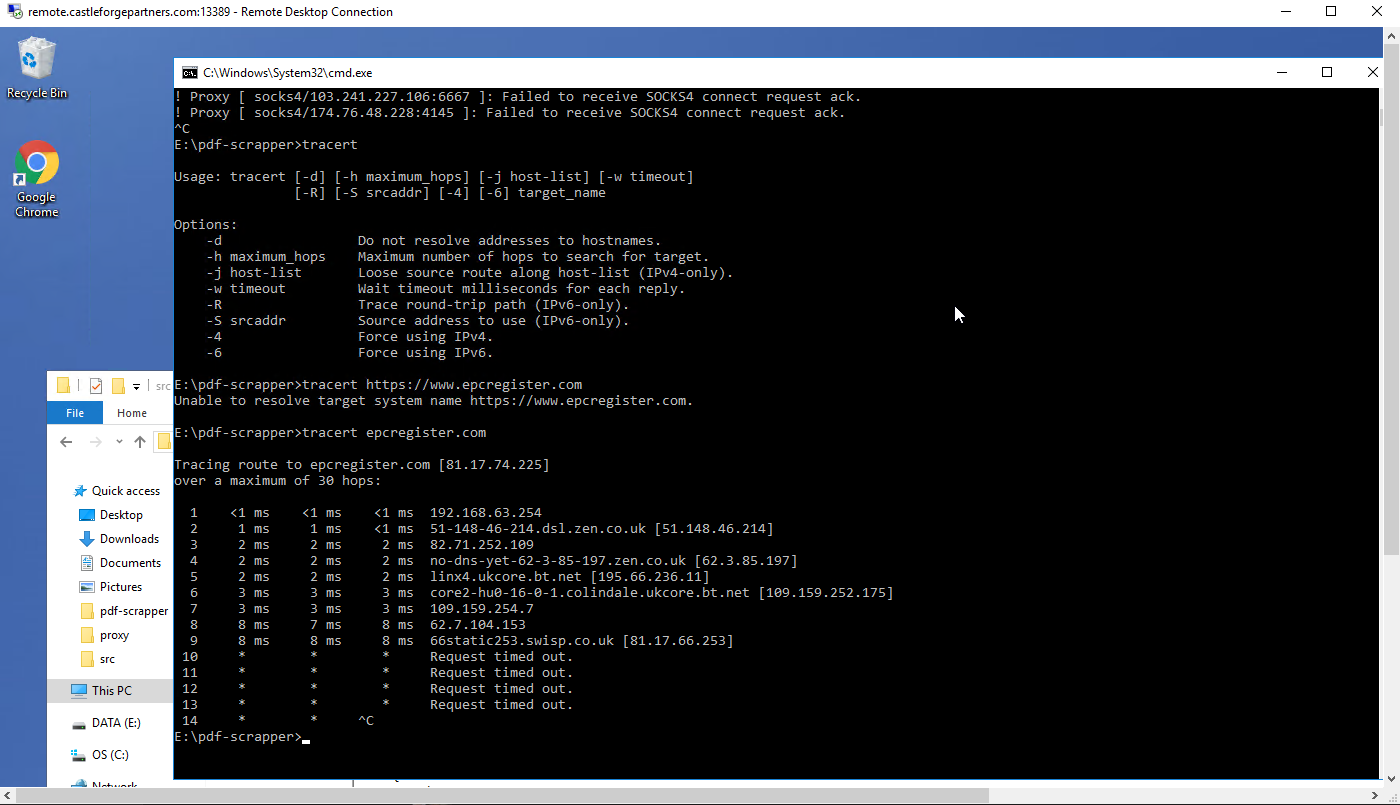 remote.castleforgepartners.com:13389 - Remote Desktop Connection
Recycle Bin
Google
Chrome
C:\Windows\System32\cmd.exe
! Proxy [ socks4/103.241.227.106:6667 ]: Failed to receive SOCKS4 connect request ack.
! Proxy [ socks4/174.76.48.228:4145 ]: Failed to receive SOCKS4 connect request ack.
^C
E:\pdf-scrapper>tracert
Usage: tracert [-d] [-h maximum_hops] [-j host-list] [-w timeout]
[-R] [-S srcaddr] [-4] [-6] target_name
Options:
-d Do not resolve addresses to hostnames.
-h maximum_hops Maximum number of hops to search for target.
-j host-list Loose source route along host-list (IPv4-only).
-w timeout Wait timeout milliseconds for each reply.
-R Trace round-trip path (IPv6-only).
-S srcaddr Source address to use (IPv6-only).
-4 Force using IPv4.
-6 Force using IPv6.
E:\pdf-scrapper>tracert https://www.epcregister.com
Unable to resolve target system name https://www.epcregister.com.
E:\pdf-scrapper>tracert epcregister.com
Tracing route to epcregister.com [81.17.74.225]
over a maximum of 30 hops:
1 <1 ms <1 ms <1 ms 192.168.63.254
2 1 ms 1 ms <1 ms 51-148-46-214.dsl.zen.co.uk [51.148.46.214]
3 2 ms 2 ms 2 ms 82.71.252.109
4 2 ms 2 ms 2 ms no-dns-yet-62-3-85-197.zen.co.uk [62.3.85.197]
5 2 ms 2 ms 2 ms linx4.ukcore.bt.net [195.66.236.11]
6 3 ms 3 ms 3 ms core2-hu0-16-0-1.colindale.ukcore.bt.net [109.159.252.175]
7 3 ms 3 ms 3 ms 109.159.254.7
8 8 ms 7 ms 8 ms 62.7.104.153
9 8 ms 8 ms 8 ms 66static253.swisp.co.uk [81.17.66.253]
10 * * * Request timed out.
11 * * * Request timed out.
12 * * * Request timed out.
13 * * * Request timed out.
14 * * ^C
E:\pdf-scrapper>
src
File Home
Quick access
Desktop
Downloads
Documents
Pictures
pdf-scrapper
proxy
src
This PC
DATA (E:)
OS (C:)
Network